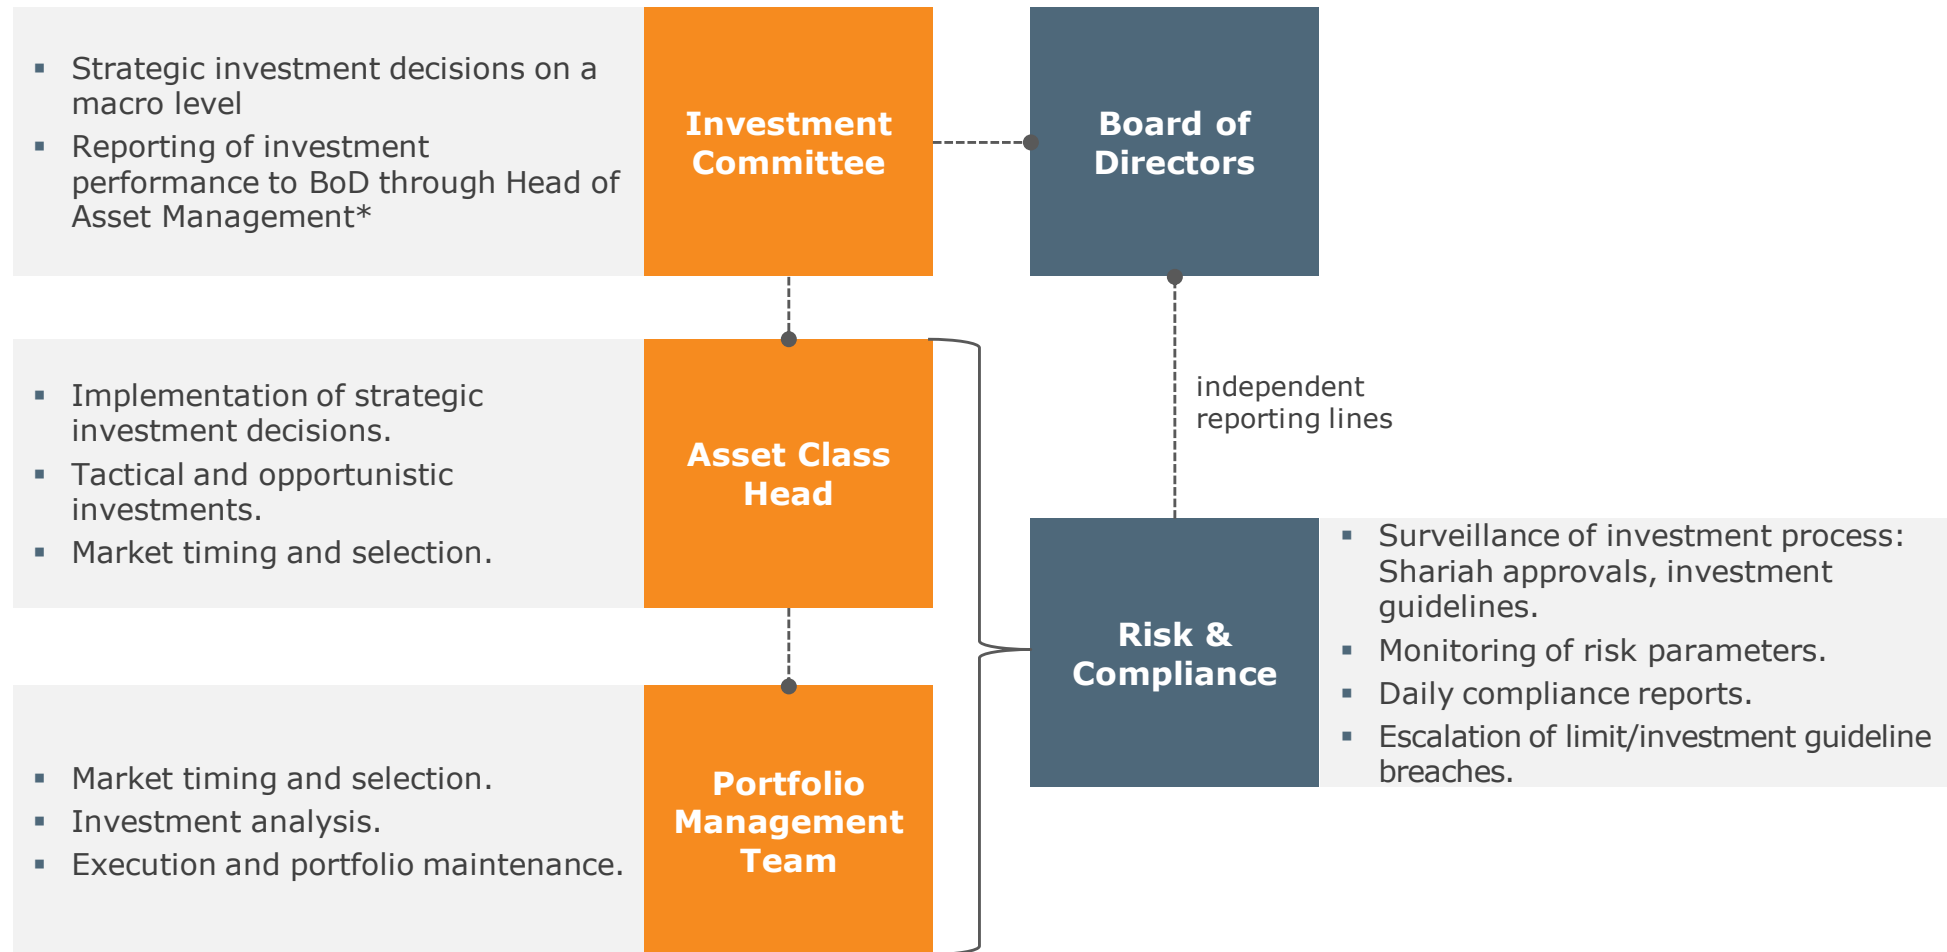 ▪ Strategic investment decisions on a
macro level
▪ Reporting of investment
performance to BoD through Head of
Asset Management*
Investment
Committee
Board of
Directors
▪ Implementation of strategic
investment decisions.
▪ Tactical and opportunistic
investments.
▪ Market timing and selection.
Asset Class
Head
independent
reporting lines
Risk &
Compliance
▪ Surveillance of investment process:
Shariah approvals, investment
guidelines.
▪ Monitoring of risk parameters.
▪ Daily compliance reports.
▪ Escalation of limit/investment guideline
breaches.
▪ Market timing and selection.
▪ Investment analysis.
▪ Execution and portfolio maintenance.
Portfolio
Management
Team